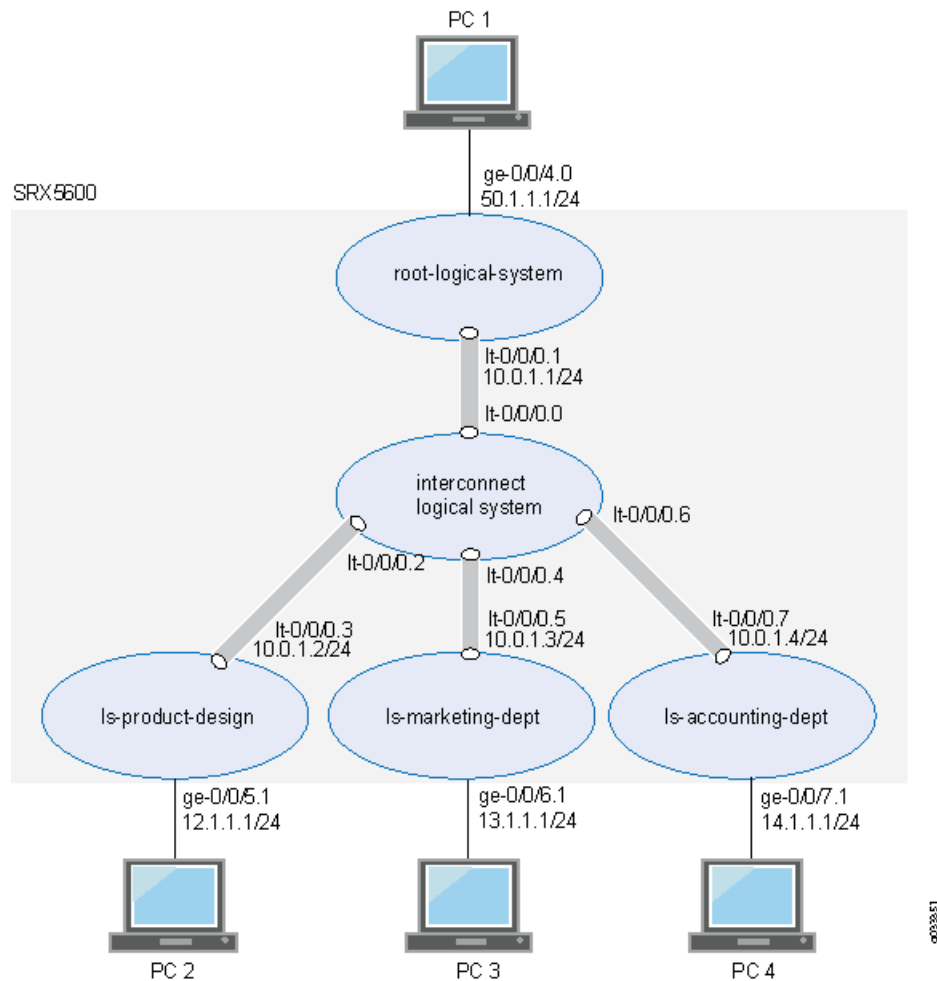 PC 1
ge-0/0/4.0
50.1.1.1/24
SRX5600
root-logical-system
lt-0/0/0.1
10.0.1.1/24
lt-0/0/0.0
interconnect
logical system
lt-0/0/0.6
lt-0/0/0.2
lt-0/0/0.4
lt-0/0/0.3
10.0.1.2/24
lt-0/0/0.5
10.0.1.3/24
lt-0/0/0.7
10.0.1.4/24
ls-product-design
ls-marketing-dept
ls-accounting-dept
ge-0/0/5.1
12.1.1.1/24
ge-0/0/6.1
13.1.1.1/24
ge-0/0/7.1
14.1.1.1/24
PC 2
PC 3
PC 4